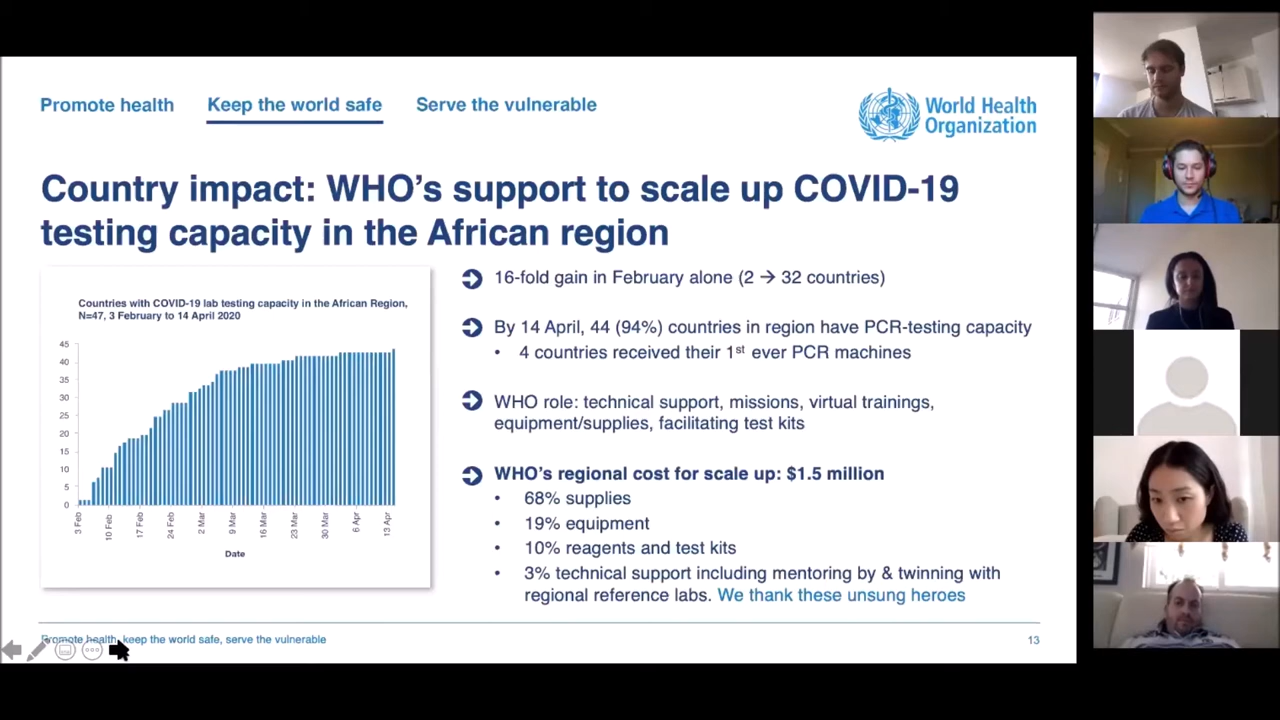 Promote health
Keep the world safe
Serve the vulnerable
World Health
Organization
Country impact: WHO’s support to scale up COVID-19
testing capacity in the African region
Countries with COVID-19 lab testing capacity in the African Region,
N=47, 3 February to 14 April 2020
45
40
35
30
25
20
15
10
5
0
3 Feb
10 Feb
17 Feb
24 Feb
2 Mar
9 Mar
16 Mar
23 Mar
30 Mar
6 Apr
13 Apr
Date
16-fold gain in February alone (2 → 32 countries)
By 14 April, 44 (94%) countries in region have PCR-testing capacity
• 4 countries received their 1st ever PCR machines
WHO role: technical support, missions, virtual trainings,
equipment/supplies, facilitating test kits
WHO’s regional cost for scale up: $1.5 million
• 68% supplies
• 19% equipment
• 10% reagents and test kits
• 3% technical support including mentoring by & twinning with
regional reference labs. We thank these unsung heroes
Promote health, keep the world safe, serve the vulnerable
13